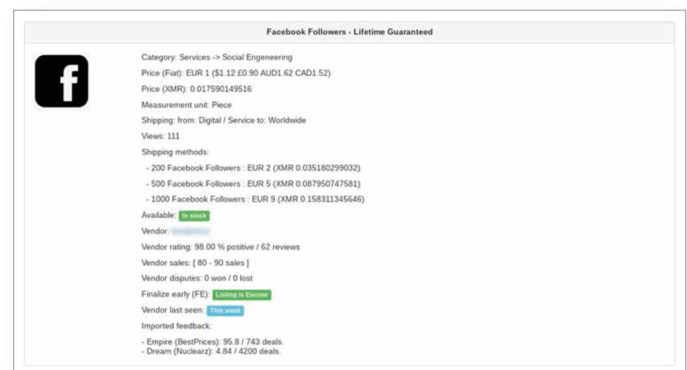 Facebook Followers - Lifetime Guaranteed
f
Category: Services -> Social Engeneering
Price (Fiat): EUR 1 ($1.12 £0.90 AUD1.62 CAD1.52)
Price (XMR): 0.017590149516
Measurement unit: Piece
Shipping: from: Digital / Service to: Worldwide
Views: 111
Shipping methods:
- 200 Facebook Followers : EUR 2 (XMR 0.035180299032)
- 500 Facebook Followers : EUR 5 (XMR 0.087950747581)
- 1000 Facebook Followers : EUR 9 (XMR 0.158311345646)
Available: In stock
Vendor:
Vendor rating: 98.00 % positive / 62 reviews
Vendor sales: [ 80 - 90 sales ]
Vendor disputes: 0 won / 0 lost
Finalize early (FE): Listing is Escrow
Vendor last seen: This week
Imported feedback:
- Empire (BestPrices): 95.8 / 743 deals.
- Dream (Nuclearz): 4.84 / 4200 deals.